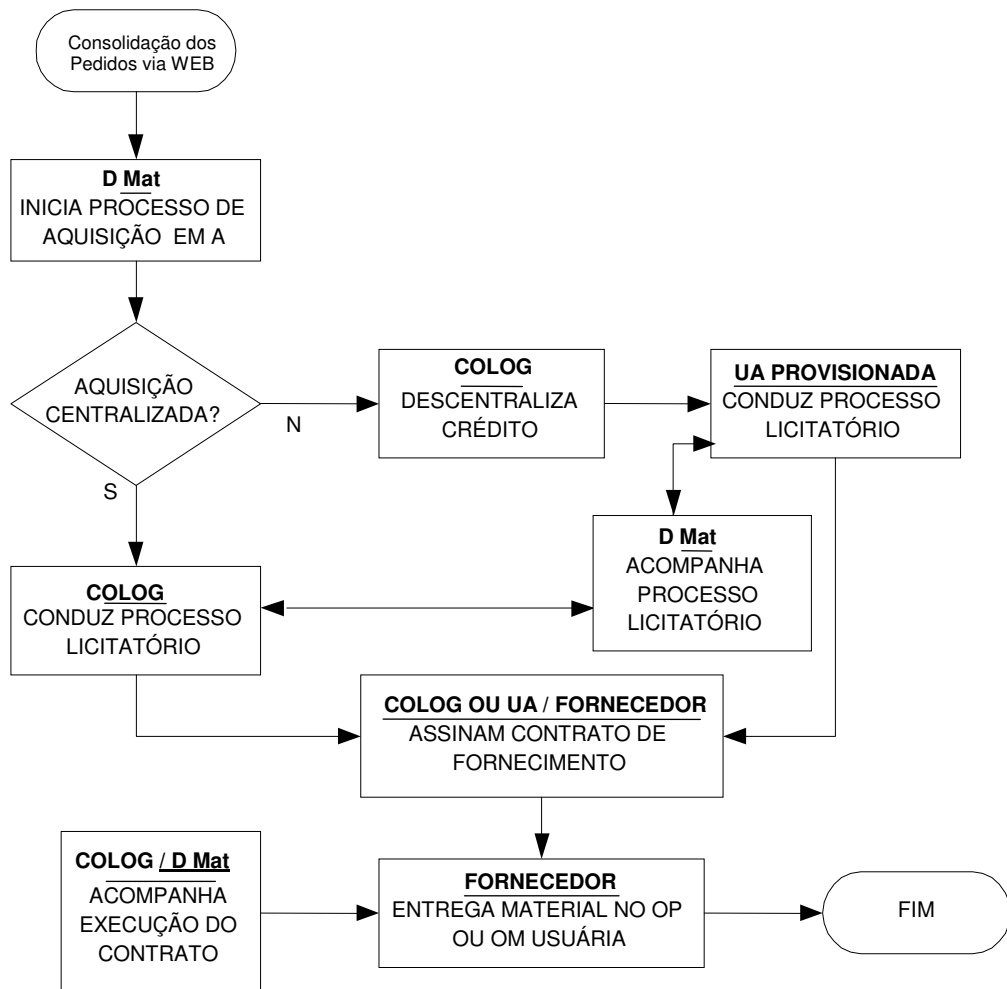 Consolidação dos
Pedidos via WEB
D Mat
INICIA PROCESSO DE
AQUISIÇÃO EM A
AQUISIÇÃO
CENTRALIZADA?
N
S
COLOG
DESCENTRALIZA
CRÉDITO
UA PROVISIONADA
CONDUZ PROCESSO
LICITATÓRIO
D Mat
ACOMPANHA
PROCESSO
LICITATÓRIO
COLOG
CONDUZ PROCESSO
LICITATÓRIO
COLOG OU UA / FORNECEDOR
ASSINAM CONTRATO DE
FORNECIMENTO
COLOG / D Mat
ACOMPANHA
EXECUÇÃO DO
CONTRATO
FORNECEDOR
ENTREGA MATERIAL NO OP
OU OM USUÁRIA
FIM